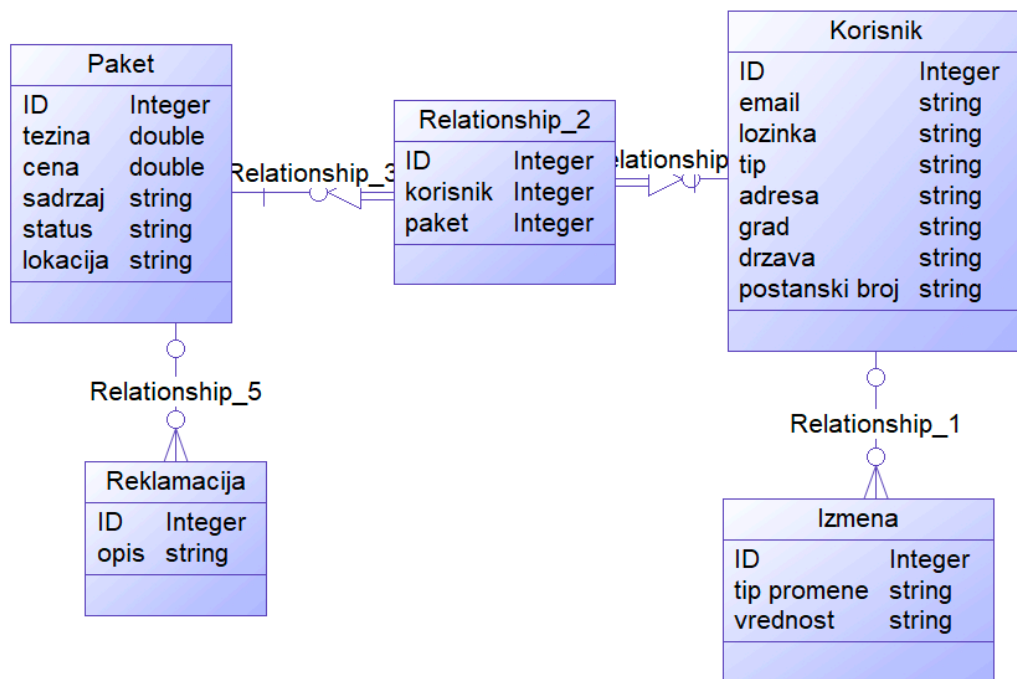 Paket
ID Integer
tezina double
cena double
sadrzaj string
status string
lokacija string
Relationship_3
Relationship_2
ID Integer
korisnik Integer
paket Integer
elationship_
Korisnik
ID Integer
email string
lozinka string
tip string
adresa string
grad string
drzava string
postanski broj string
Relationship_5
Relationship_1
Reklamacija
ID Integer
opis string
Izmena
ID Integer
tip promene string
vrednost string